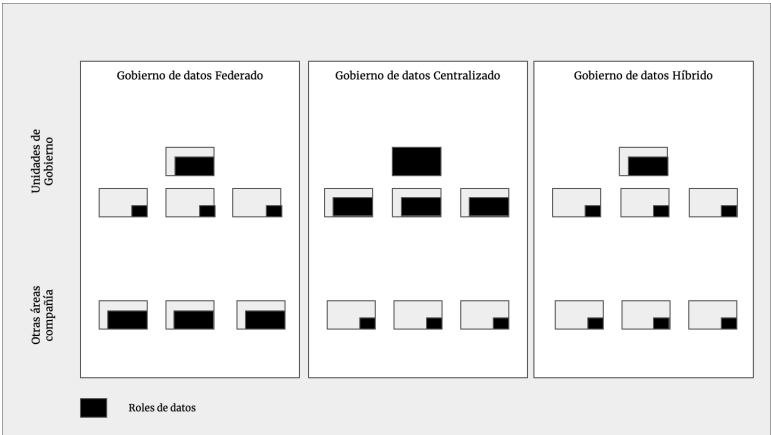 Gobierno de datos Federado
Gobierno de datos Centralizado
Gobierno de datos Híbrido
Unidades de
Gobierno
Otras áreas
compañía
Roles de datos